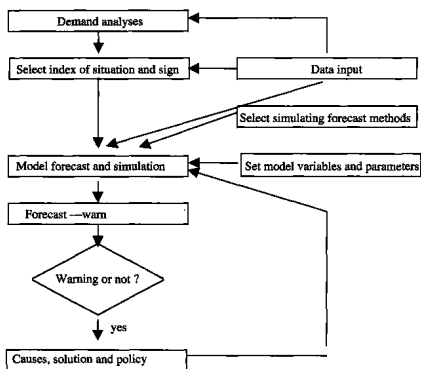 Demand analyses
Select index of situation and sign
Data input
Select simulating forecast methods
Model forecast and simulation
Set model variables and parameters
Forecast —warn
Warning or not ?
yes
Causes, solution and policy